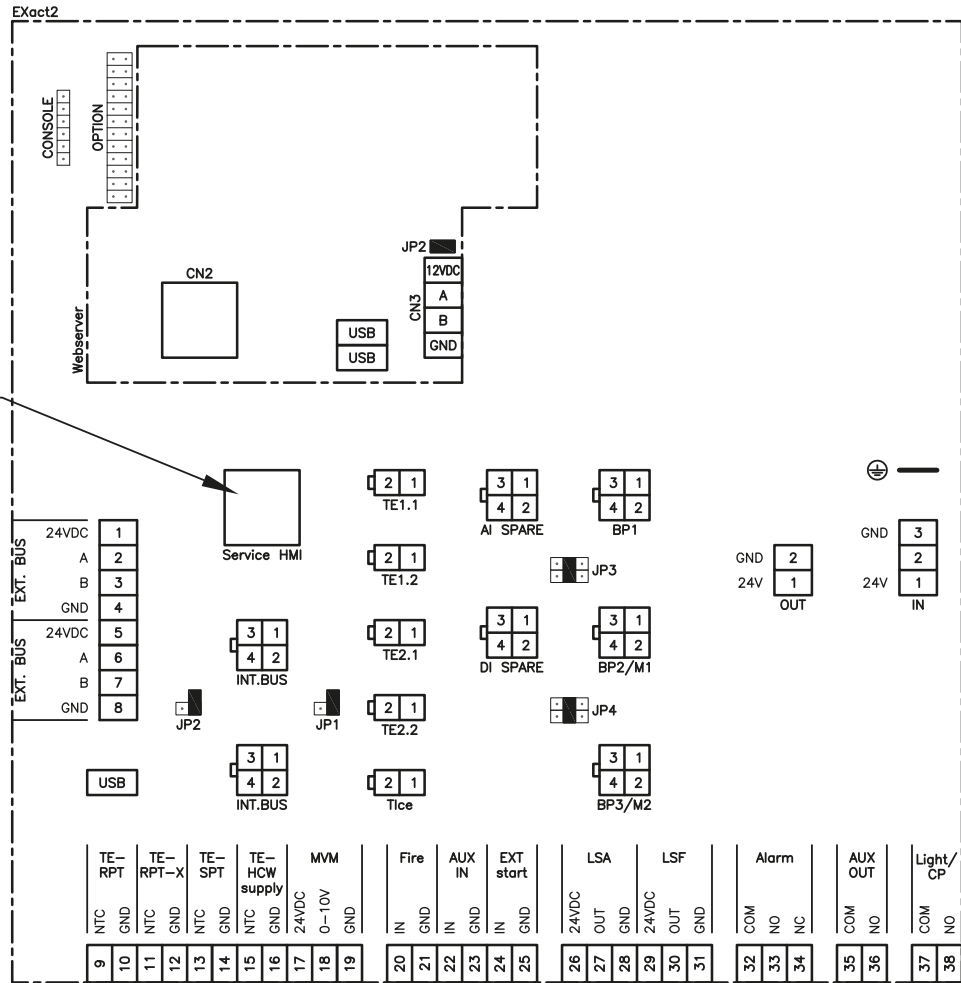 EXact2
CONSOLE
OPTION
Webserver
CN2
USB
USB
JP2
CN3
12VDC
A
B
GND
Service HMI
EXT. BUS
24VDC 1
A 2
B 3
GND 4
EXT. BUS
24VDC 5
A 6
B 7
GND 8
USB
JP2
3 1
4 2
INT.BUS
JP1
3 1
4 2
INT.BUS
2 1
TE1.1
2 1
TE1.2
2 1
TE2.1
2 1
TE2.2
2 1
TIce
3 1
4 2
AI SPARE
3 1
4 2
DI SPARE
3 1
4 2
BP1
JP3
3 1
4 2
BP2/M1
JP4
3 1
4 2
BP3/M2
GND 2
24V 1
OUT
GND 3
2
24V 1
IN
TE-
RPT
NTC GND
9 10
TE-
RPT-X
NTC GND
11 12
TE-
SPT
NTC GND
13 14
TE-
HCW
supply
NTC GND
15 16
MVM
24VDC 0-10V GND
17 18 19
Fire
IN GND
20 21
AUX
IN
IN GND
22 23
EXT
start
IN GND
24 25
LSA
24VDC OUT GND
26 27 28
LSF
24VDC OUT GND
29 30 31
Alarm
COM NO NC
32 33 34
AUX
OUT
COM NO
35 36
Light/
CP
COM NO
37 38